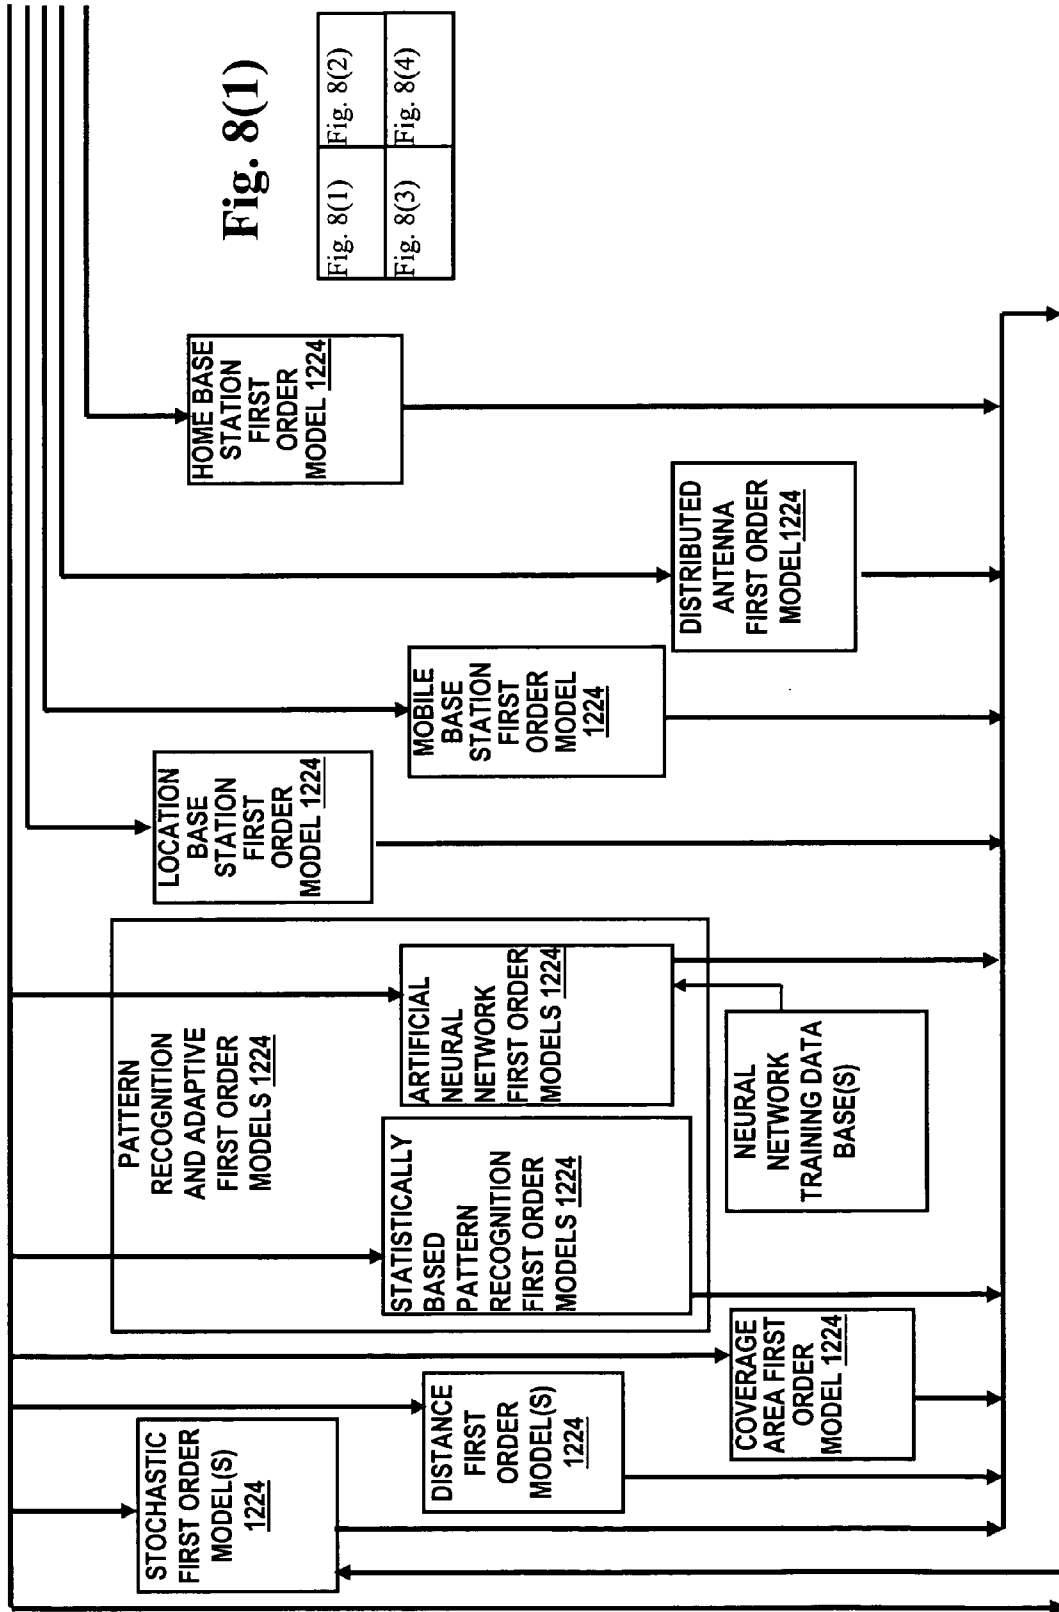 Fig. 8(1)
Fig. 8(1)
Fig. 8(2)
Fig. 8(3)
Fig. 8(4)
STOCHASTIC
FIRST ORDER
MODEL(S)
1224
DISTANCE
FIRST
ORDER
MODEL(S)
1224
COVERAGE
AREA FIRST
ORDER
MODEL 1224
PATTERN
RECOGNITION
AND ADAPTIVE
FIRST ORDER
MODELS 1224
STATISTICALLY
BASED
PATTERN
RECOGNITION
FIRST ORDER
MODELS 1224
ARTIFICIAL
NEURAL
NETWORK
FIRST ORDER
MODELS 1224
NEURAL
NETWORK
TRAINING DATA
BASE(S)
LOCATION
BASE
STATION
FIRST
ORDER
MODEL 1224
MOBILE
BASE
STATION
FIRST
ORDER
MODEL
1224
DISTRIBUTED
ANTENNA
FIRST ORDER
MODEL1224
HOME BASE
STATION
FIRST
ORDER
MODEL 1224